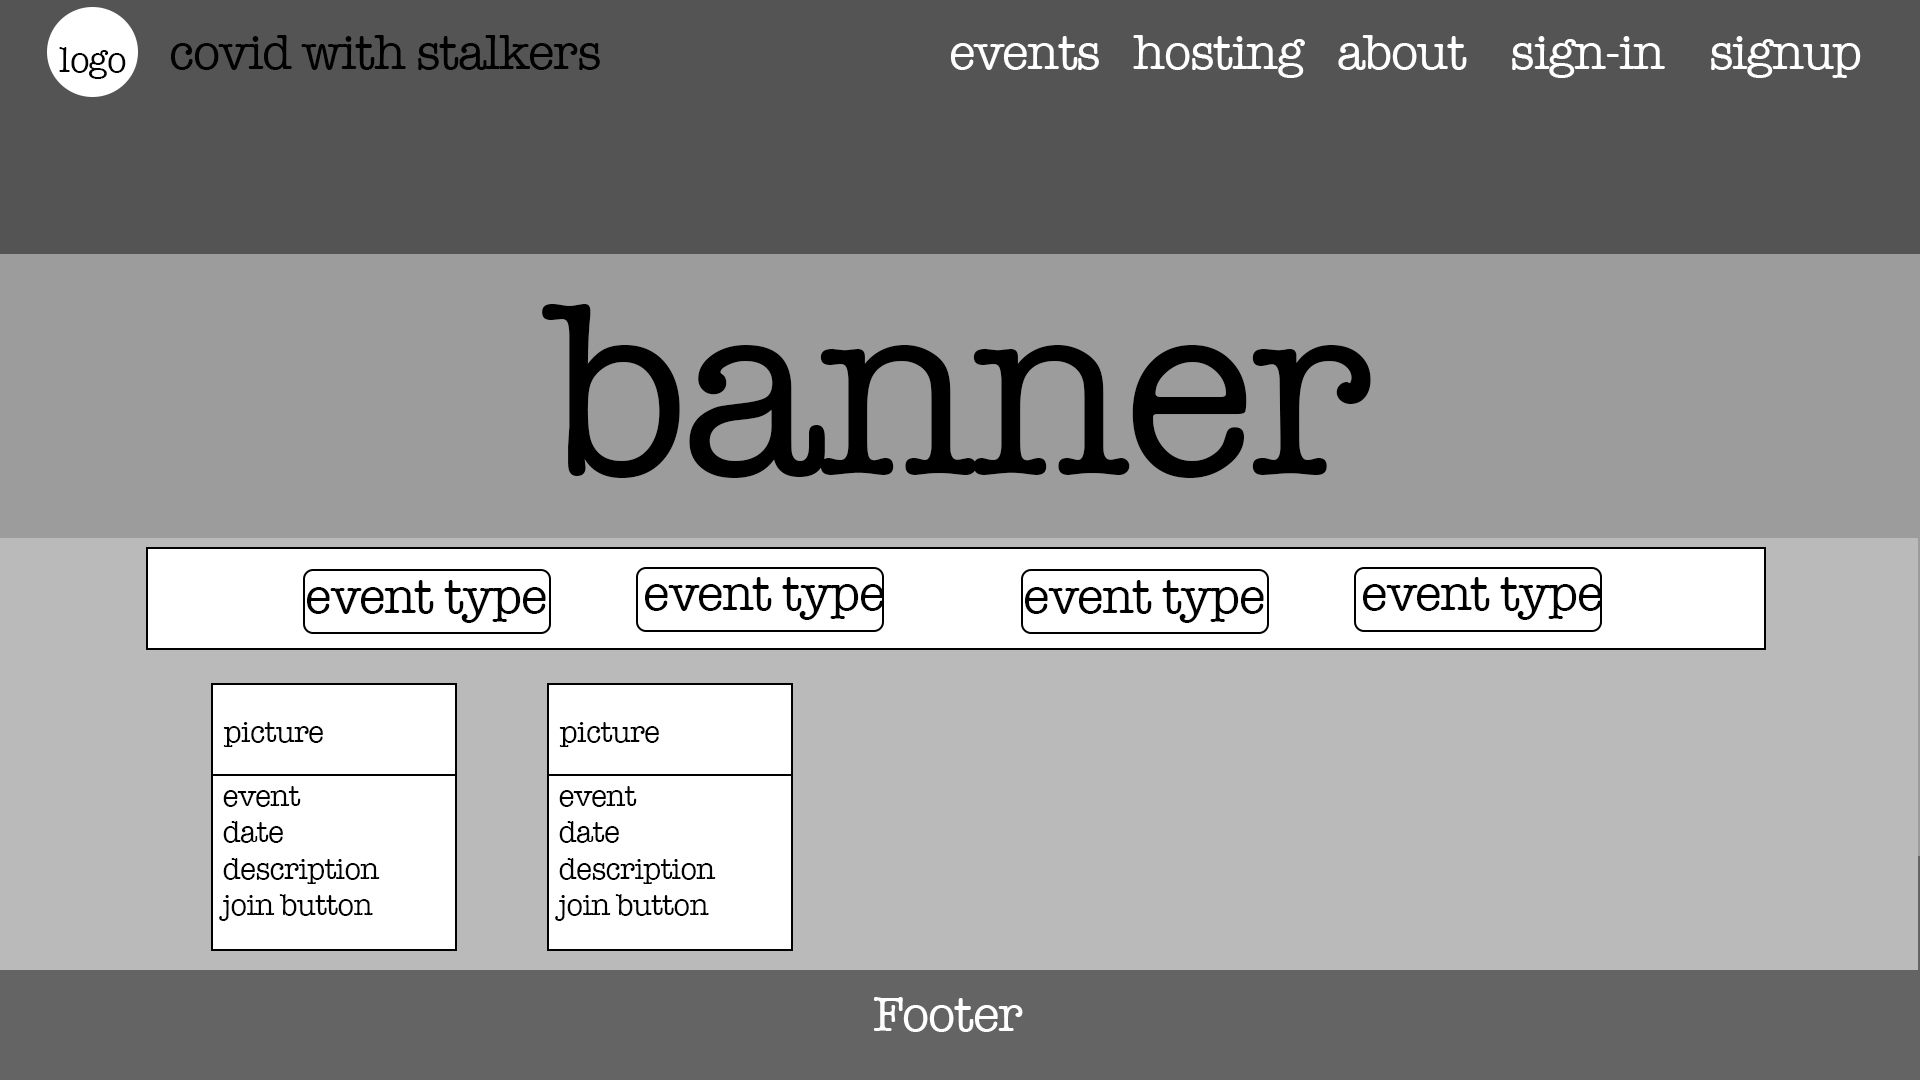 logo covid with stalkers events hosting about sign-in signup
banner
event type event type event type event type
picture
event
date
description
join button
picture
event
date
description
join button
Footer